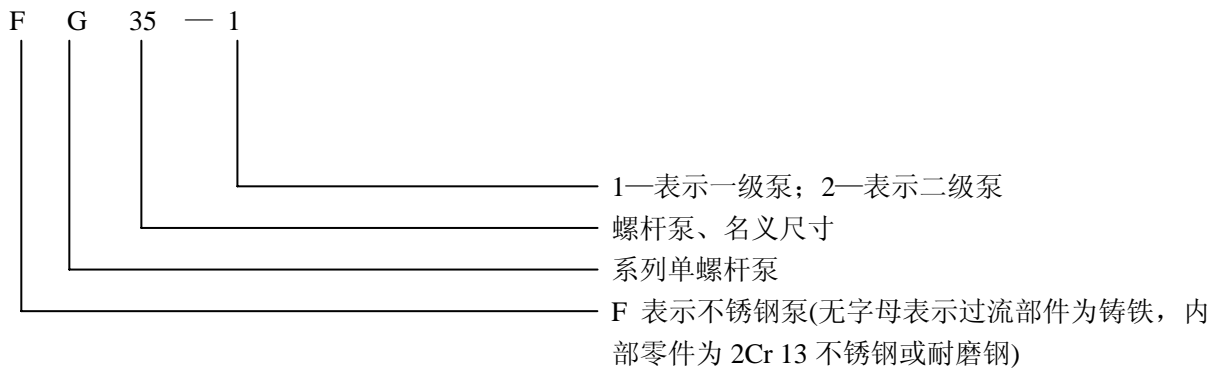 F G 35 — 1
1—表示一级泵；2—表示二级泵
螺杆泵、名义尺寸
系列单螺杆泵
F 表示不锈钢泵(无字母表示过流部件为铸铁，内
部零件为 2Cr 13 不锈钢或耐磨钢)